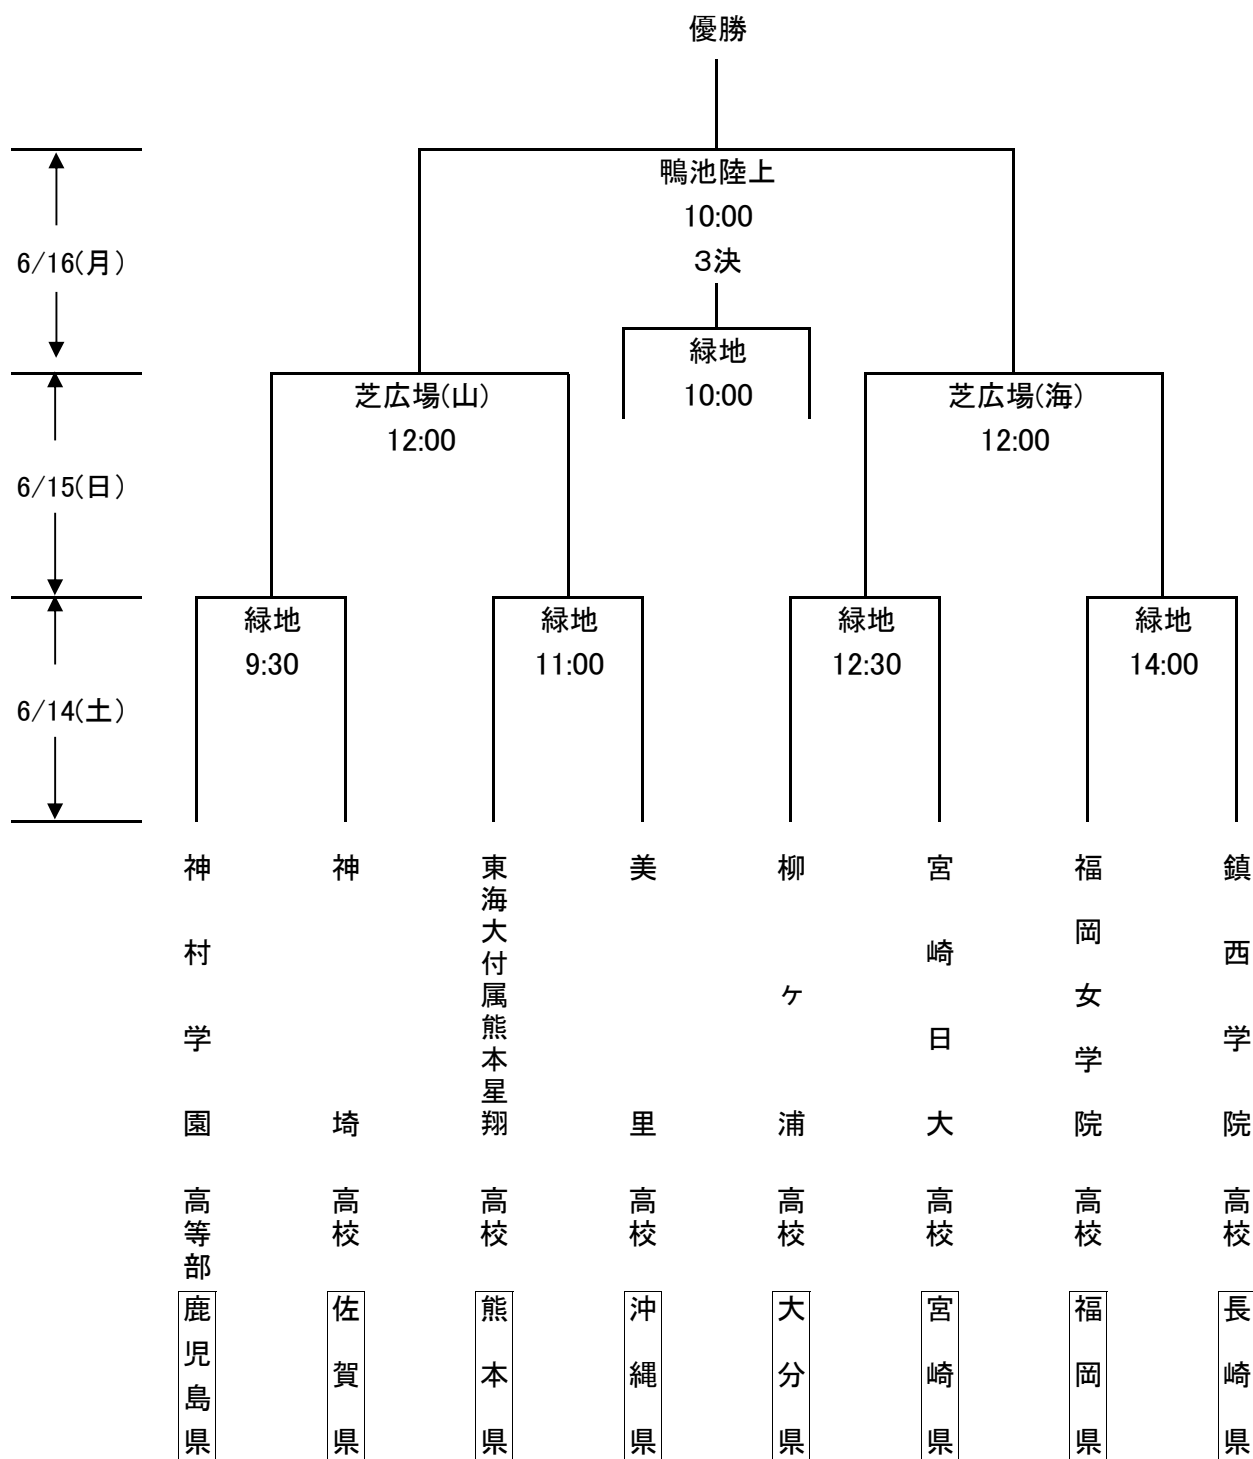 優勝
鴨池陸上
10:00
6/16(月)
3決
緑地
10:00
芝広場(山)
12:00
芝広場(海)
12:00
6/15(日)
緑地
9:30
緑地
11:00
緑地
12:30
緑地
14:00
6/14(土)
神村学園高等部
鹿児島県
神埼高校
佐賀県
東海大付属熊本星翔高校
熊本県
美里高校
沖縄県
柳ヶ浦高校
大分県
宮崎日大高校
宮崎県
福岡女学院高校
福岡県
鎮西学院高校
長崎県